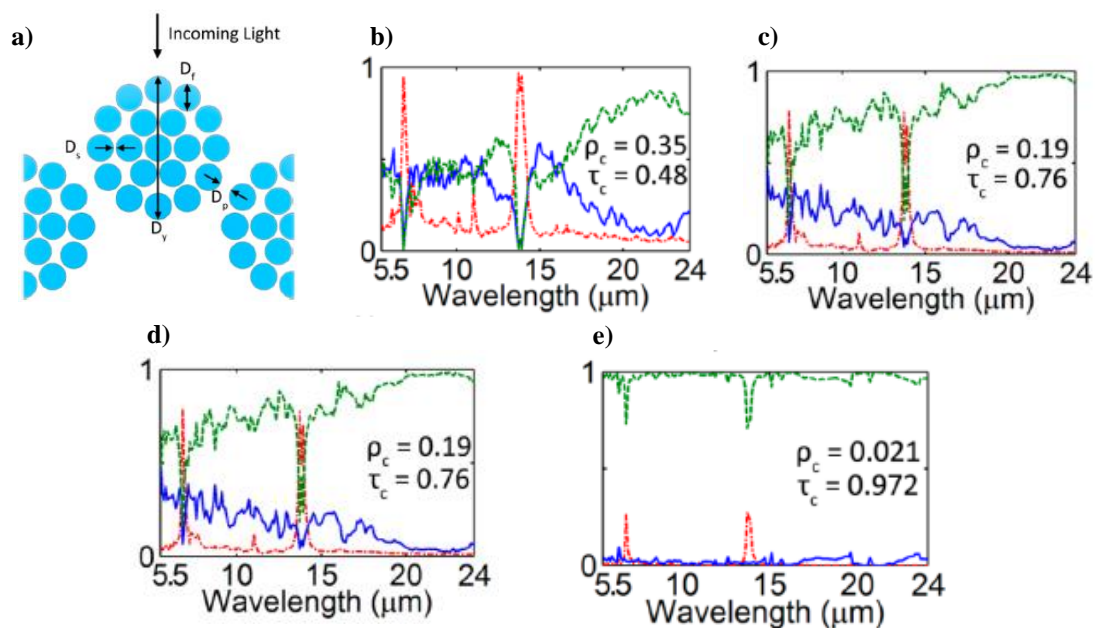 a)
Incoming Light
D_f
D_s
D_p
D_y
b)
1
ρ_c = 0.35
τ_c = 0.48
0
5.5 10 15 20 24
Wavelength (μm)
c)
1
ρ_c = 0.19
τ_c = 0.76
0
5.5 10 15 20 24
Wavelength (μm)
d)
1
ρ_c = 0.19
τ_c = 0.76
0
5.5 10 15 20 24
Wavelength (μm)
e)
1
ρ_c = 0.021
τ_c = 0.972
0
5.5 10 15 20 24
Wavelength (μm)